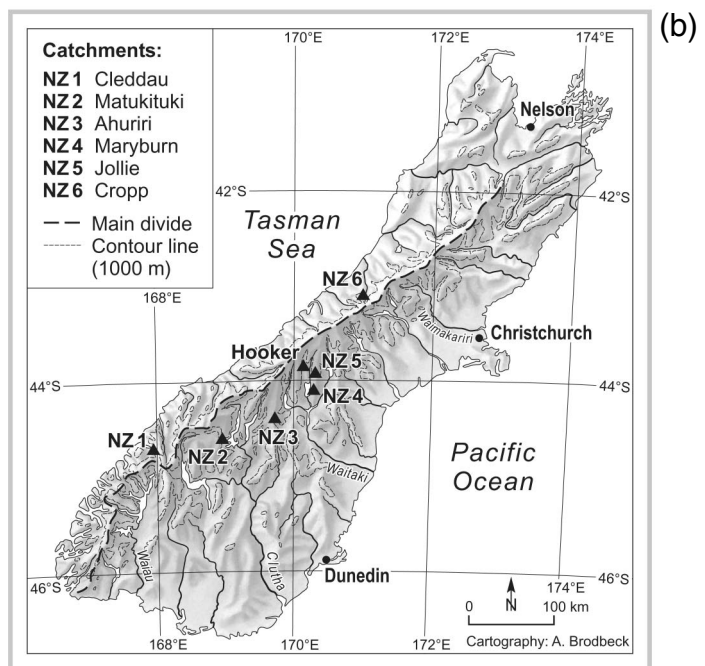 (b)
170°E
172°E
174°E
Catchments:
NZ 1 Cleddau
NZ 2 Matukituki
NZ 3 Ahuriri
NZ 4 Maryburn
NZ 5 Jollie
NZ 6 Cropp
Main divide
Contour line
(1000 m)
Nelson
42°S
42°S
Tasman
Sea
168°E
NZ 6
Waimakariri
Christchurch
Hooker
NZ 5
44°S
44°S
NZ 4
NZ 1
NZ 2
NZ 3
Pacific
Ocean
Waitaki
Waiau
Clutha
Dunedin
46°S
46°S
174°E
N
0
100 km
168°E
170°E
172°E
Cartography: A. Brodbeck